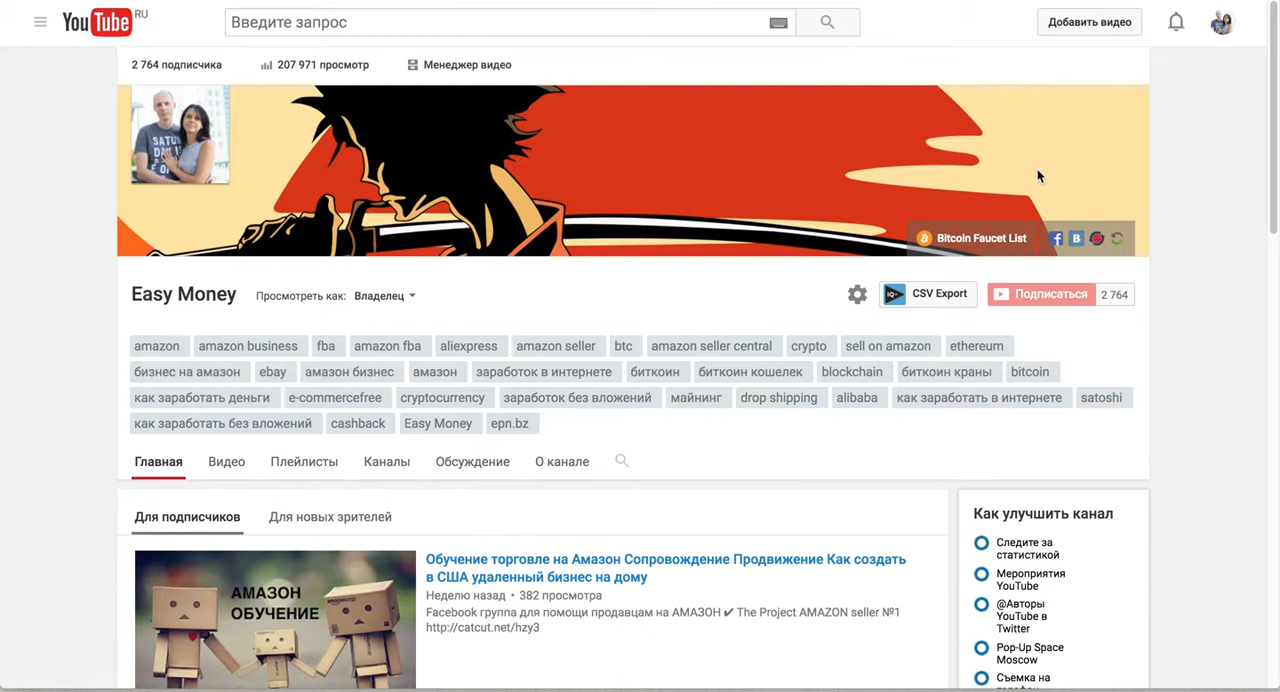 YouTube RU
Введите запрос
Добавить видео
2 764 подписчика 207 971 просмотр Менеджер видео
SATU
DAY IS
Bitcoin Faucet List
Easy Money Просмотреть как: Владелец
IQ CSV Export Подписаться 2 764
amazon amazon business fba amazon fba aliexpress amazon seller btc amazon seller central crypto sell on amazon ethereum
бизнес на amazon ebay амазон бизнес амазон заработок в интернете биткоин биткоин кошелек blockchain биткоин краны bitcoin
как заработать деньги e-commercefree cryptocurrency заработок без вложений майнинг drop shipping alibaba как заработать в интернете satoshi
как заработать без вложений cashback Easy Money epn.bz
Главная Видео Плейлисты Каналы Обсуждение О канале
Для подписчиков Для новых зрителей
АМАЗОН
ОБУЧЕНИЕ
Обучение торговле на Амазон Сопровождение Продвижение Как создать
в США удаленный бизнес на дому
Неделю назад • 382 просмотра
Facebook группа для помощи продавцам на АМАЗОН ✔ The Project AMAZON seller №1
http://catcut.net/hzy3
Как улучшить канал
Следите за
статистикой
Мероприятия
YouTube
@Авторы
YouTube в
Twitter
Pop-Up Space
Moscow
Съемка на